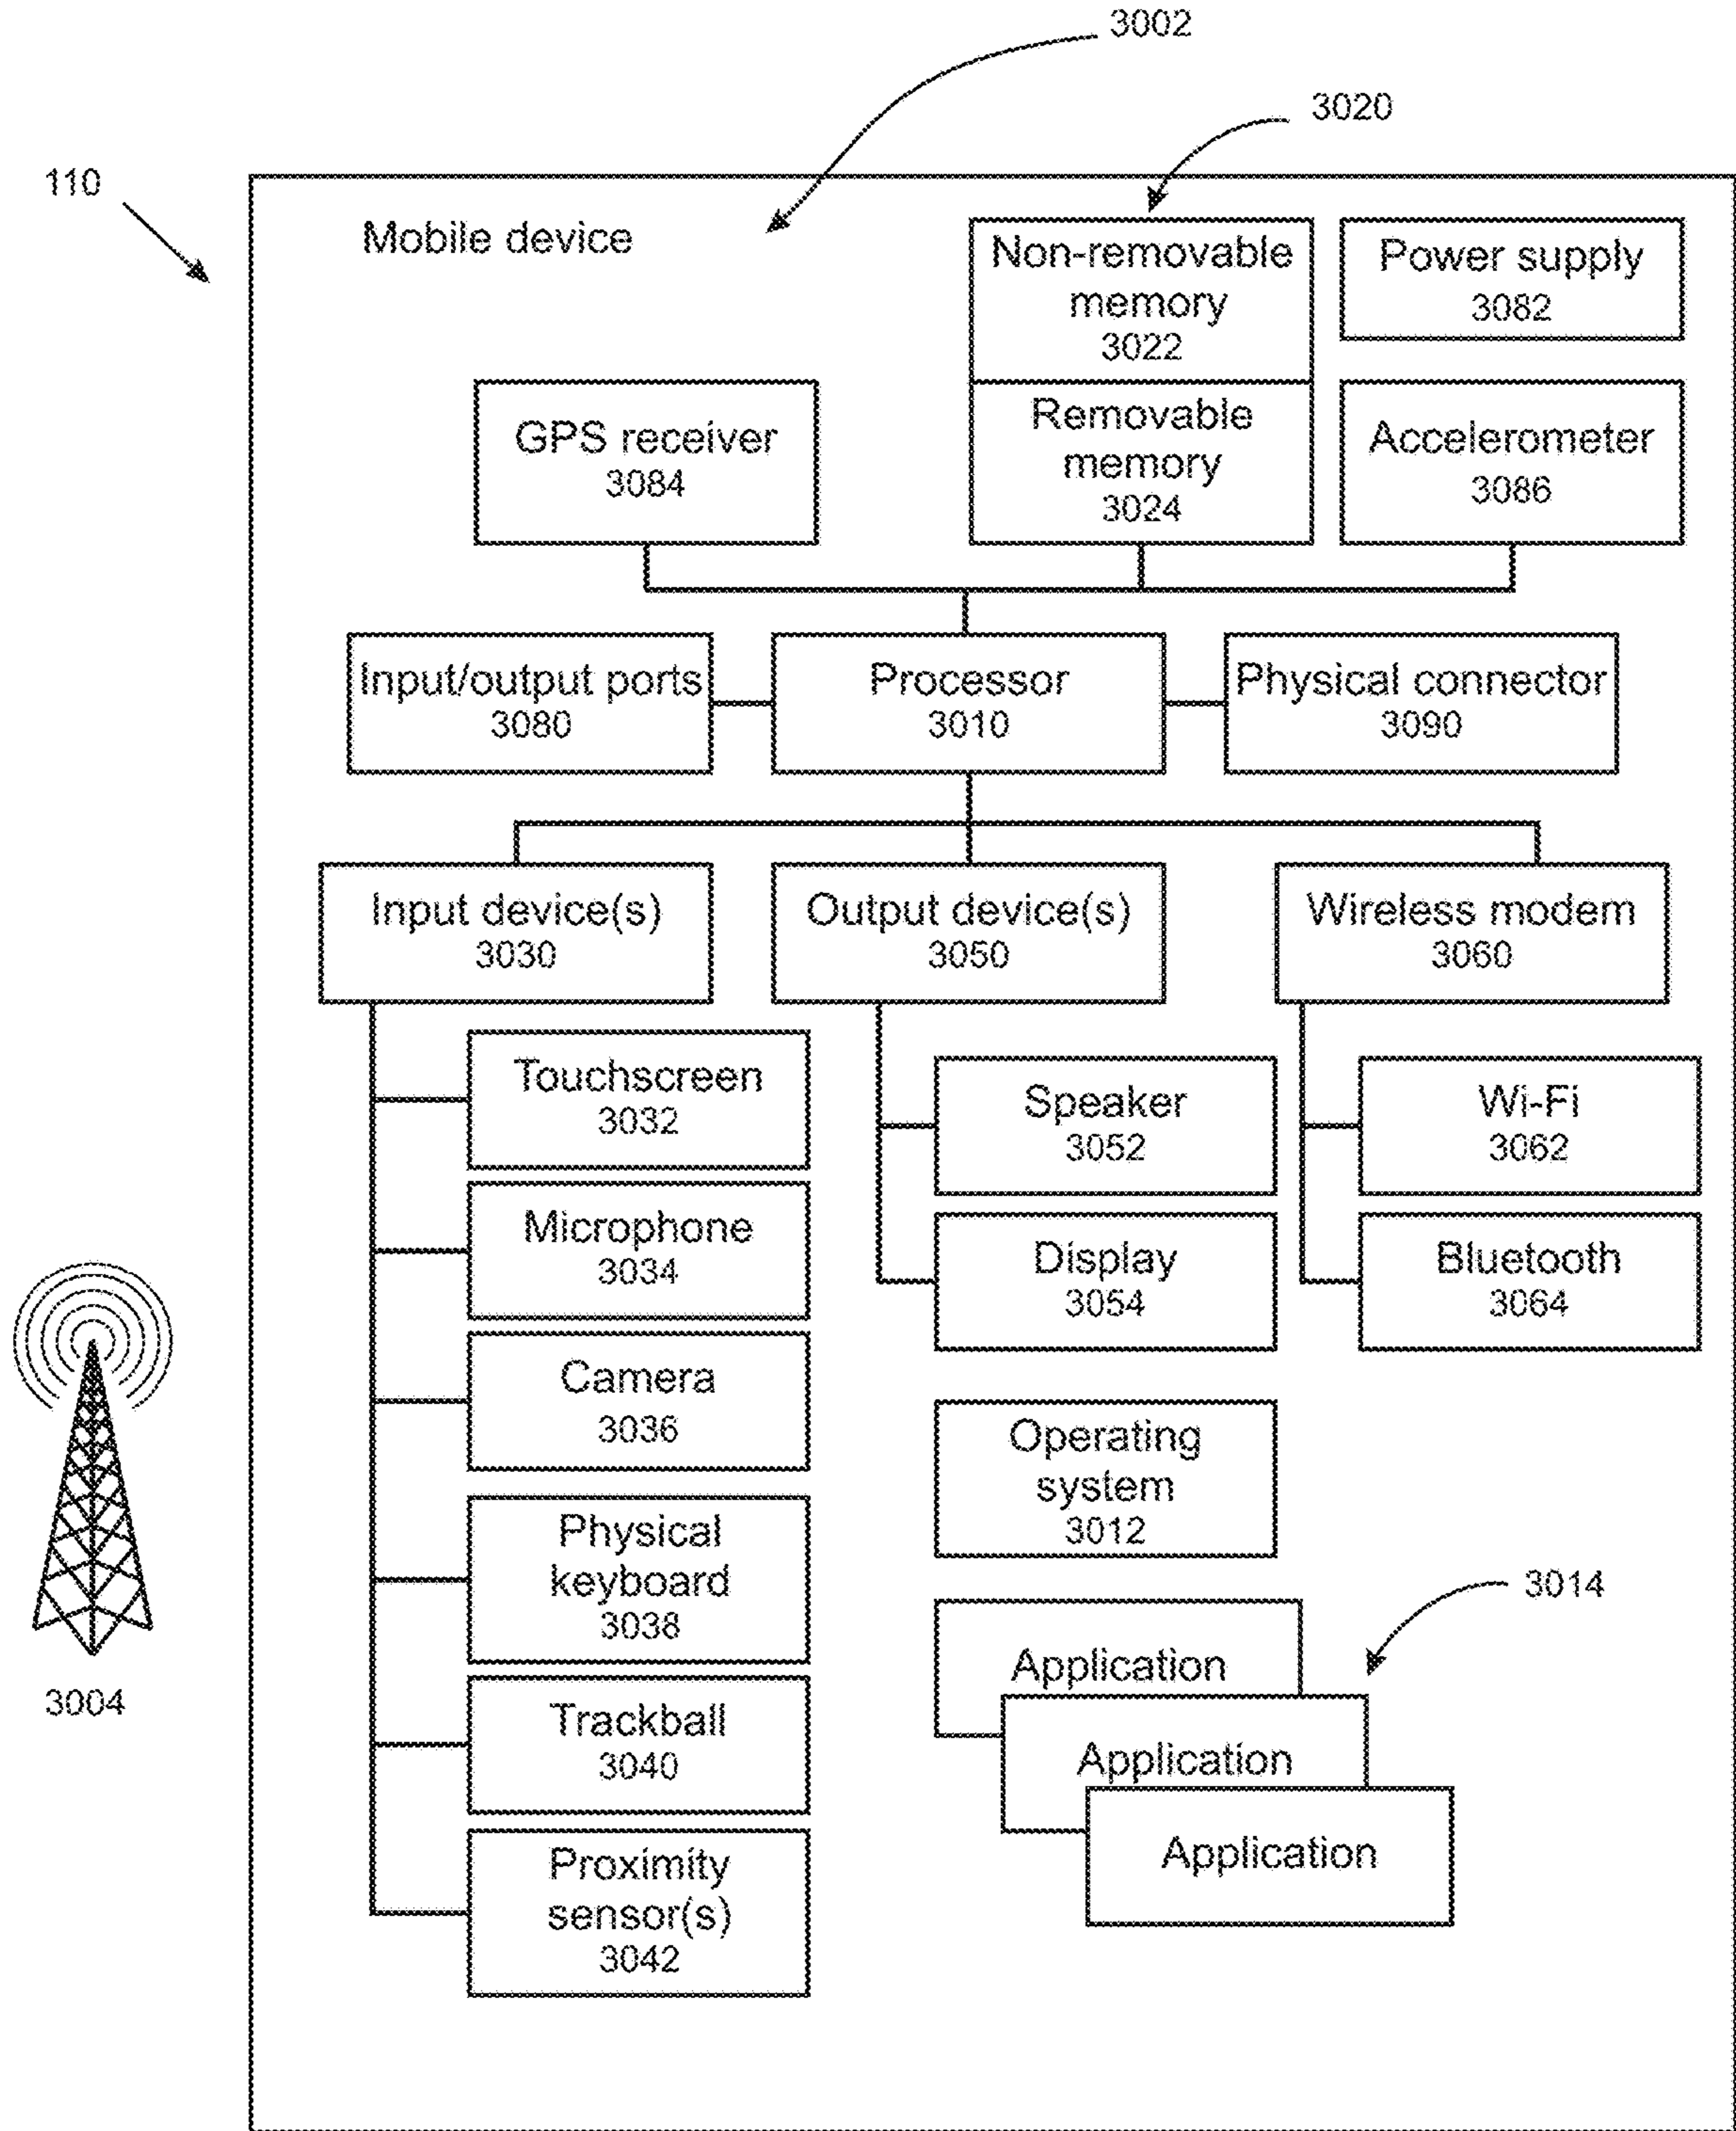 3002
3020
110
Mobile device
Non-removable
memory
3022
Power supply
3082
GPS receiver
3084
Removable
memory
3024
Accelerometer
3086
Input/output ports
3080
Processor
3010
Physical connector
3090
Input device(s)
3030
Output device(s)
3050
Wireless modem
3060
Touchscreen
3032
Speaker
3052
Wi-Fi
3062
Microphone
3034
Display
3054
Bluetooth
3064
Camera
3036
Operating
system
3012
Physical
keyboard
3038
3014
Application
Application
Application
Trackball
3040
Proximity
sensor(s)
3042
3004